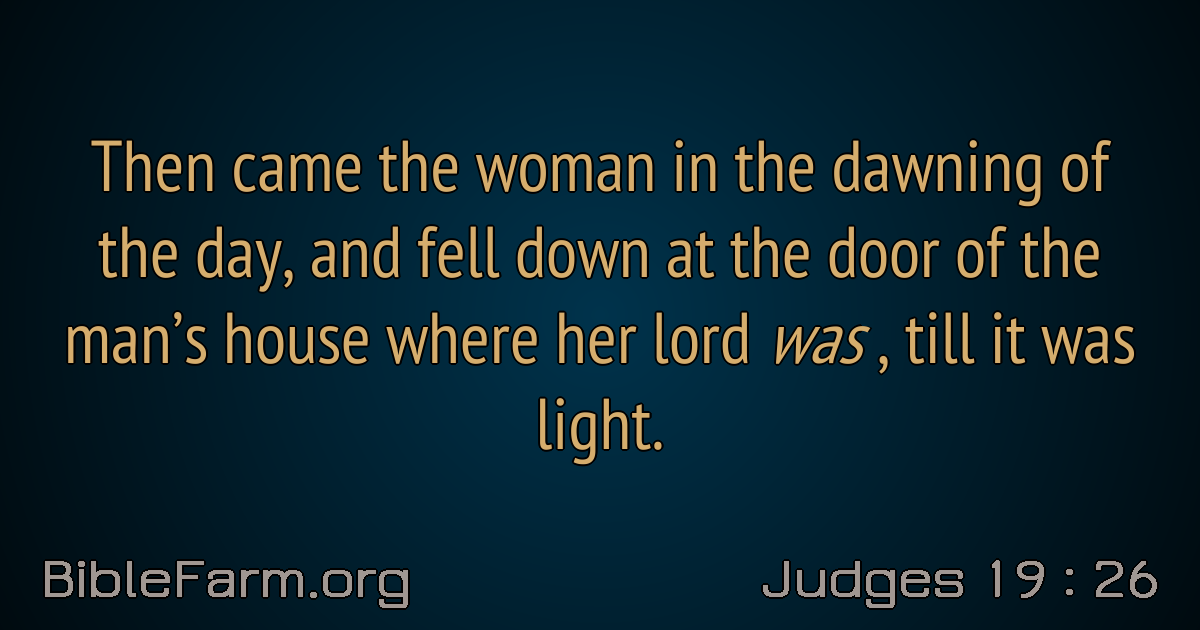 Then came the woman in the dawning of
the day, and fell down at the door of the
man’s house where her lord was , till it was
light.
BibleFarm.org
Judges 19 : 26